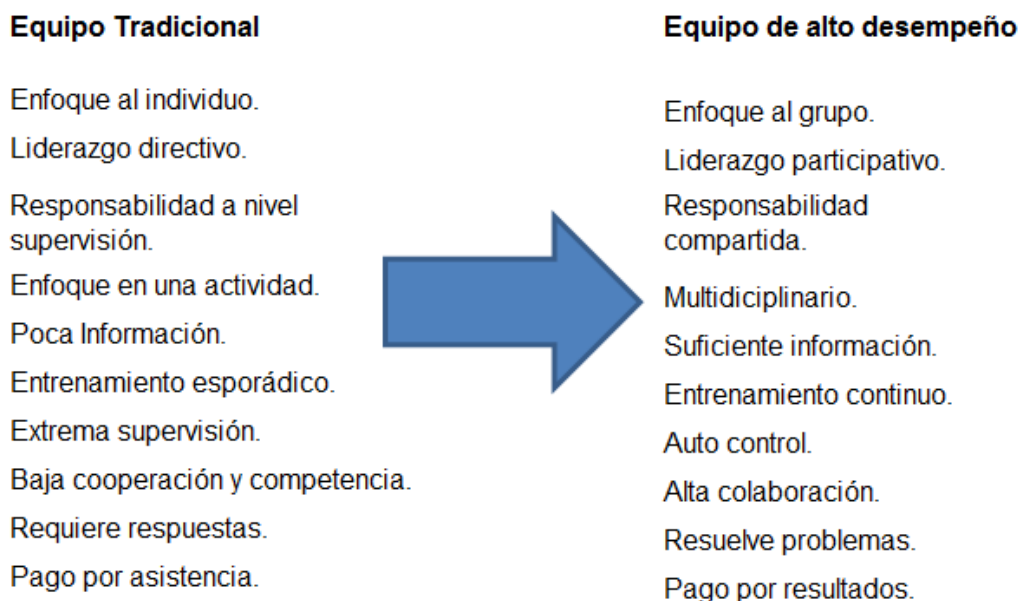 Equipo Tradicional
Enfoque al individuo.
Liderazgo directivo.
Responsabilidad a nivel
supervisión.
Enfoque en una actividad.
Poca Información.
Entrenamiento esporádico.
Extrema supervisión.
Baja cooperación y competencia.
Requiere respuestas.
Pago por asistencia.
Equipo de alto desempeño
Enfoque al grupo.
Liderazgo participativo.
Responsabilidad
compartida.
Multidiciplinario.
Suficiente información.
Entrenamiento continuo.
Auto control.
Alta colaboración.
Resuelve problemas.
Pago por resultados.